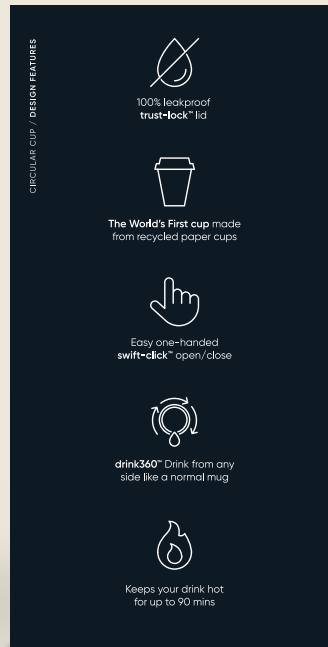 CIRCULAR CUP / DESIGN FEATURES
100% leakproof
trust-lock™ lid
The World's First cup made
from recycled paper cups
Easy one-handed
swift-click™ open/close
drink360™ Drink from any
side like a normal mug
Keeps your drink hot
for up to 90 mins